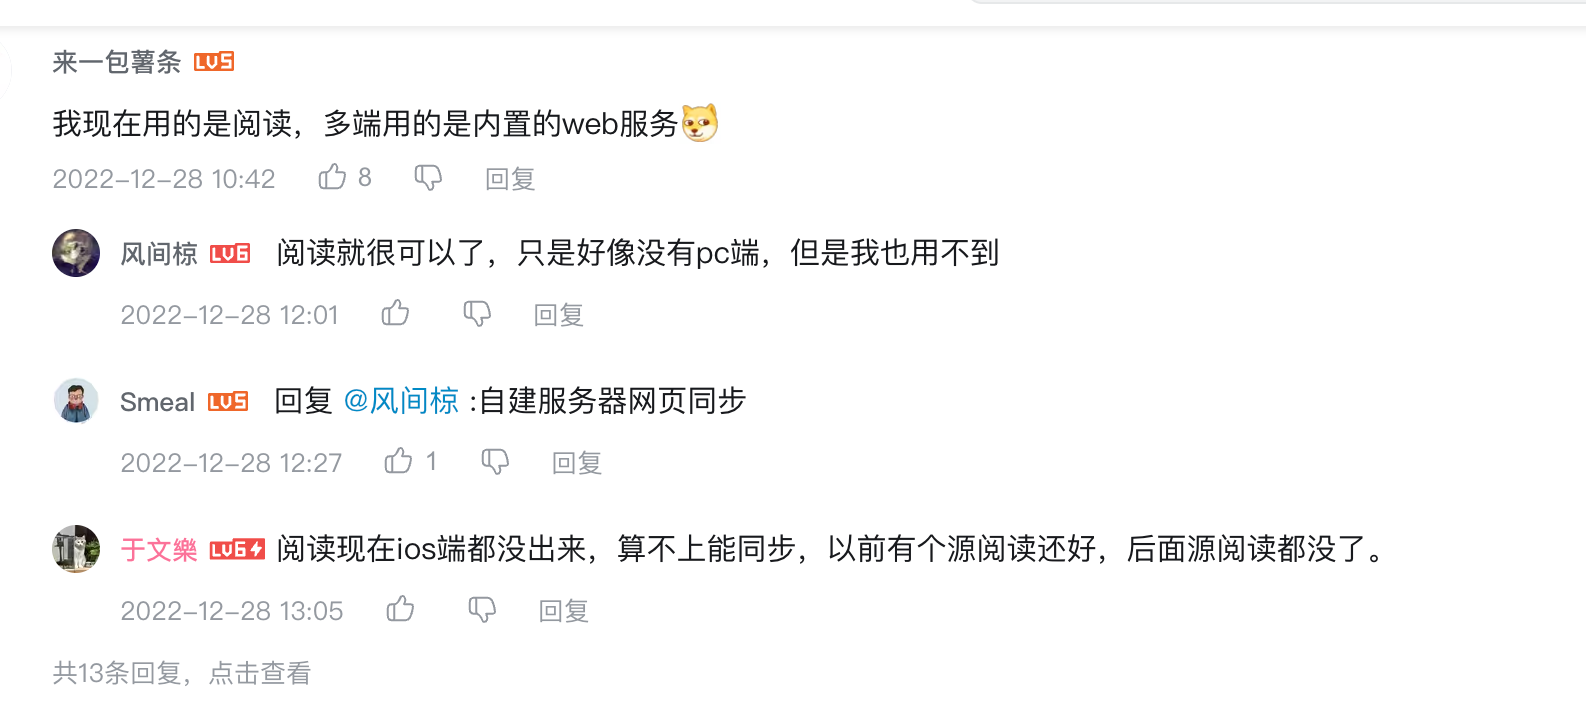 来一包薯条 LV5
我现在用的是阅读，多端用的是内置的web服务
2022-12-28 10:42 8 回复
风间椋 LV6 阅读就很可以了，只是好像没有pc端，但是我也用不到
2022-12-28 12:01 回复
Smeal LV5 回复 @风间椋 :自建服务器网页同步
2022-12-28 12:27 1 回复
于文樂 LV6 阅读现在ios端都没出来，算不上能同步，以前有个源阅读还好，后面源阅读都没了。
2022-12-28 13:05 回复
共13条回复，点击查看